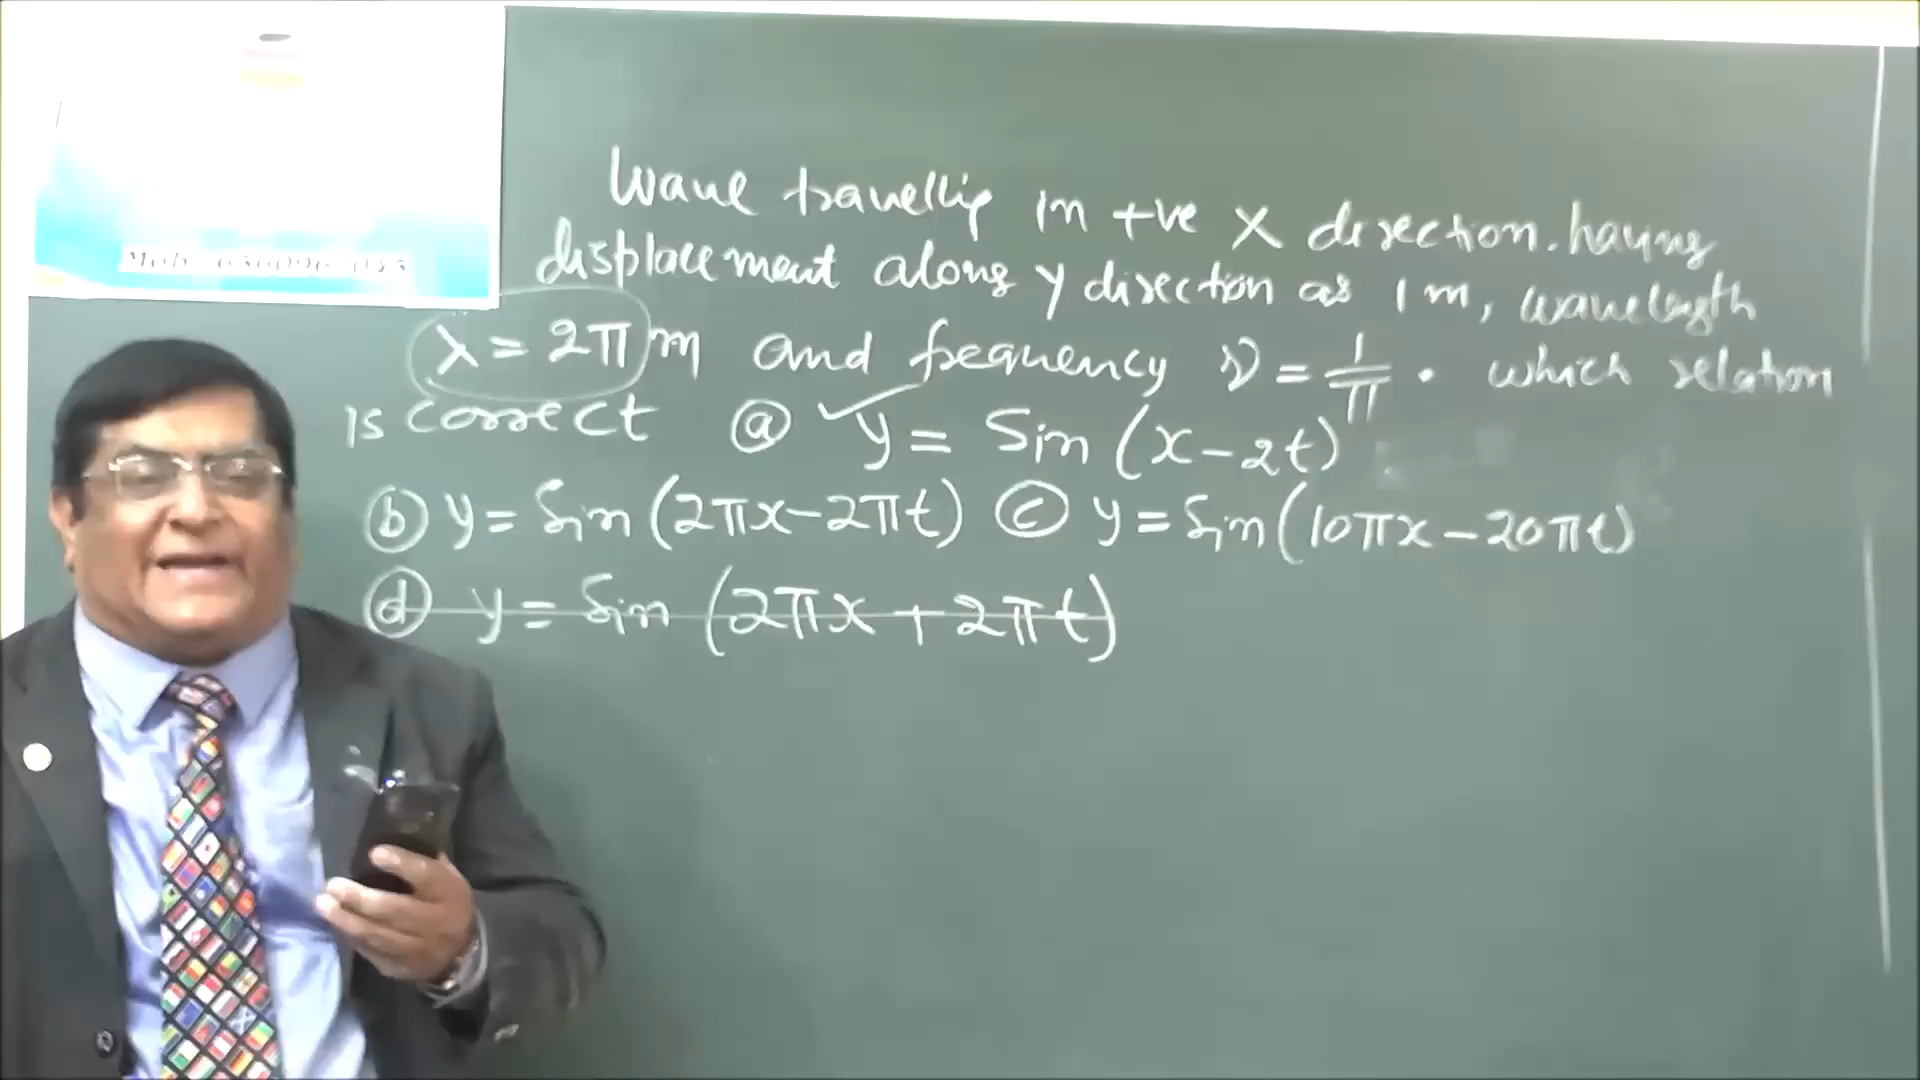 Wave travelling in +ve X direction. having
displacement along y direction as 1m, wavelength
λ = 2π m and frequency ν = 1/π . which relation
is correct ⓐ ✓ y = Sin (x-2t)
ⓑ y = Sin (2πx-2πt) ⓒ y = Sin (10πx-20πt)
ⓓ y = Sin (2πx + 2πt)